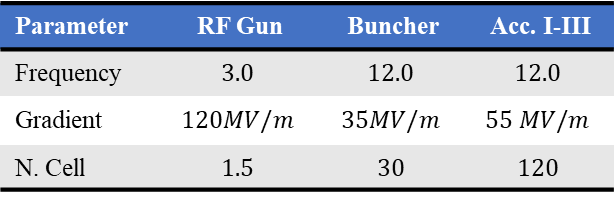 Parameter RF Gun Buncher Acc. I-III
Frequency 3.0 12.0 12.0
Gradient 120MV/m 35MV/m 55 MV/m
N. Cell 1.5 30 120